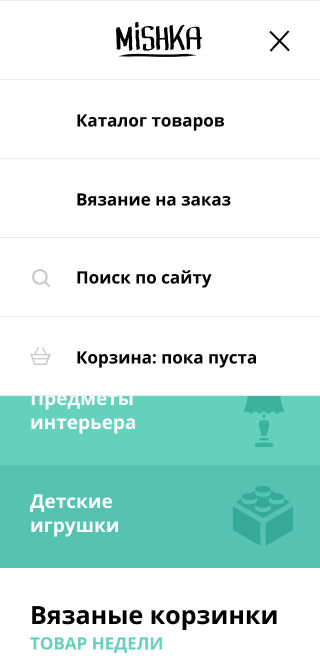 MiSHKA
Каталог товаров
Вязание на заказ
Поиск по сайту
Корзина: пока пуста
Предметы
интерьера
Детские
игрушки
Вязаные корзинки
ТОВАР НЕДЕЛИ